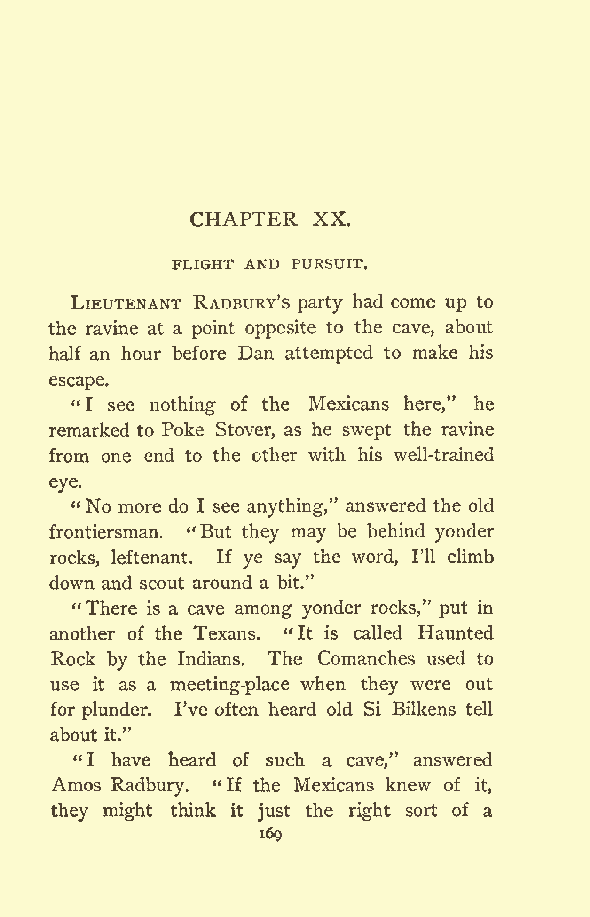 CHAPTER XX.
FLIGHT AND PURSUIT.
LIEUTENANT RADBURY'S party had come up to
the ravine at a point opposite to the cave, about
half an hour before Dan attempted to make his
escape.
"I see nothing of the Mexicans here," he
remarked to Poke Stover, as he swept the ravine
from one end to the other with his well-trained
eye.
"No more do I see anything," answered the old
frontiersman. "But they may be behind yonder
rocks, leftenant. If ye say the word, I'll climb
down and scout around a bit."
"There is a cave among yonder rocks," put in
another of the Texans. "It is called Haunted
Rock by the Indians. The Comanches used to
use it as a meeting-place when they were out
for plunder. I've often heard old Si Bilkens tell
about it."
"I have heard of such a cave," answered
Amos Radbury. "If the Mexicans knew of it,
they might think it just the right sort of a
169